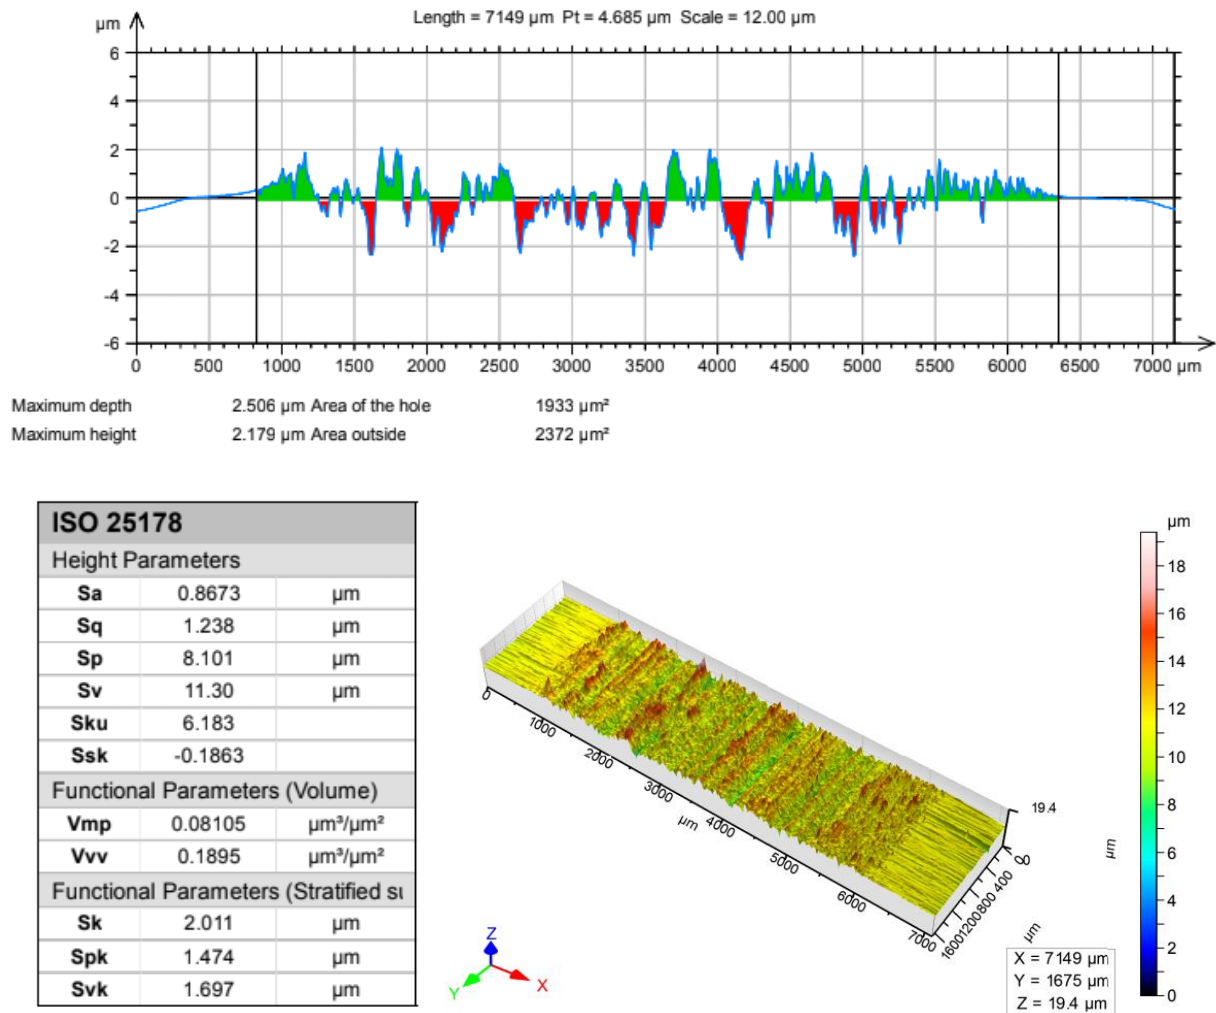 Length = 7149 µm Pt = 4.685 µm Scale = 12.00 µm
µm
6
4
2
0
-2
-4
-6
0 500 1000 1500 2000 2500 3000 3500 4000 4500 5000 5500 6000 6500 7000 µm
Maximum depth 2.506 µm Area of the hole 1933 µm²
Maximum height 2.179 µm Area outside 2372 µm²
ISO 25178
Height Parameters
Sa 0.8673 µm
Sq 1.238 µm
Sp 8.101 µm
Sv 11.30 µm
Sku 6.183
Ssk -0.1863
Functional Parameters (Volume)
Vmp 0.08105 µm³/µm²
Vvv 0.1895 µm³/µm²
Functional Parameters (Stratified su
Sk 2.011 µm
Spk 1.474 µm
Svk 1.697 µm
0 1000 2000 3000 4000 5000 6000 7000
µm
19.4
µm
0
0 400 800 1200 1600
µm
Z
Y
X
X = 7149 µm
Y = 1675 µm
Z = 19.4 µm
µm
18
16
14
12
10
8
6
4
2
0